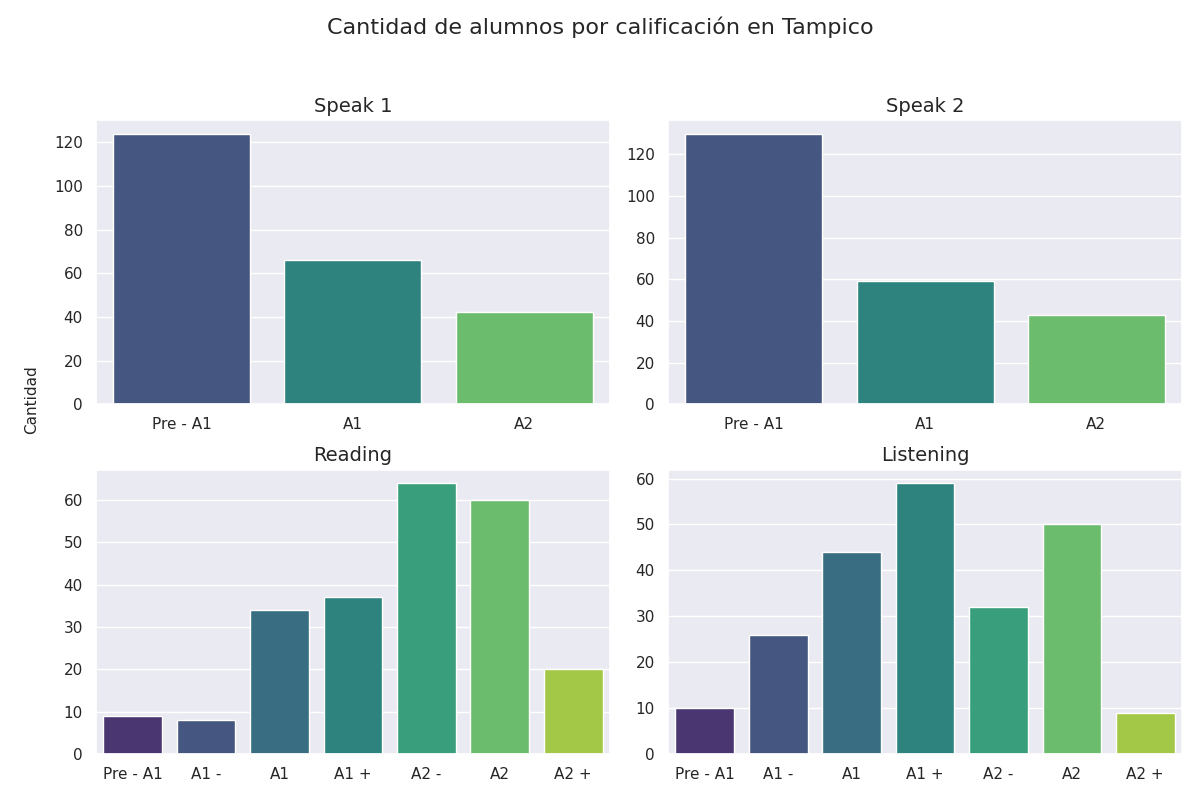 Cantidad de alumnos por calificación en Tampico
Speak 1
120
100
80
60
40
20
0
Pre - A1 A1 A2
Speak 2
120
100
80
60
40
20
0
Pre - A1 A1 A2
Cantidad
Reading
60
50
40
30
20
10
0
Pre - A1 A1 - A1 A1 + A2 - A2 A2 +
Listening
60
50
40
30
20
10
0
Pre - A1 A1 - A1 A1 + A2 - A2 A2 +